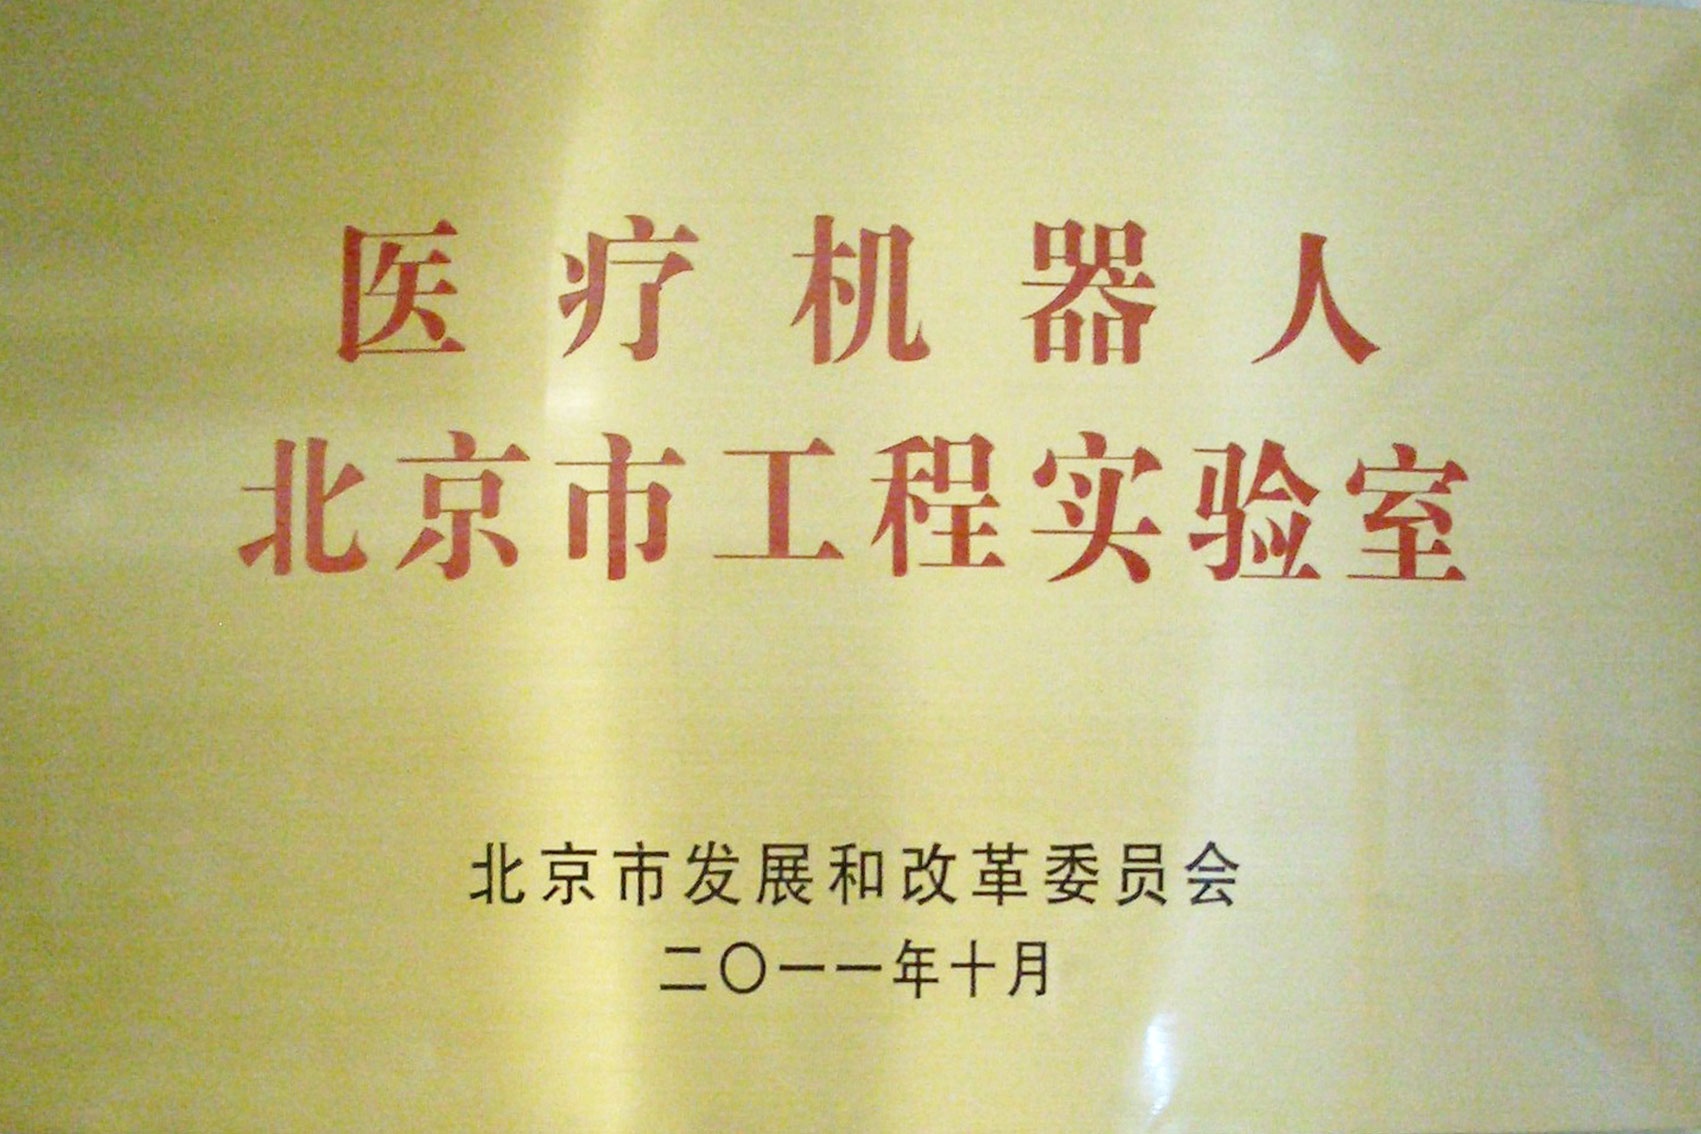 医疗机器人
北京市工程实验室
北京市发展和改革委员会
二〇一一年十月